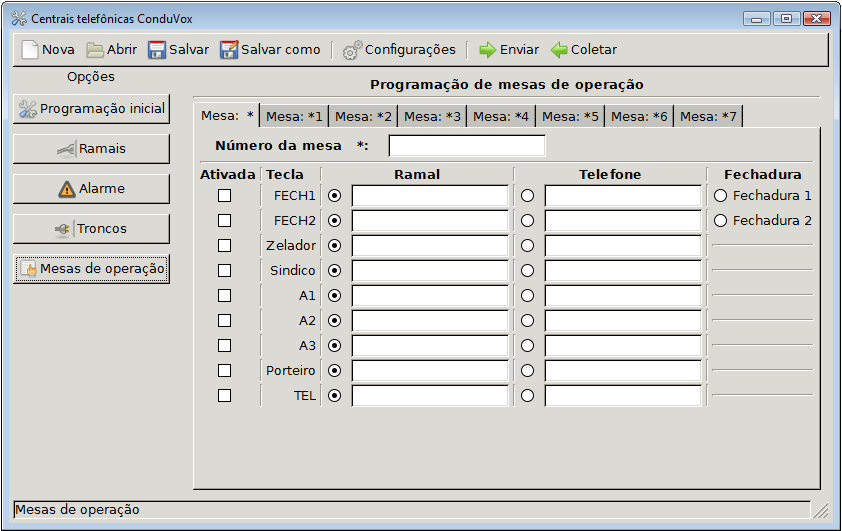 Centrais telefônicas ConduVox
Nova Abrir Salvar Salvar como Configurações Enviar Coletar
Opções
Programação inicial
Ramais
Alarme
Troncos
Mesas de operação
Programação de mesas de operação
Mesa: * Mesa: *1 Mesa: *2 Mesa: *3 Mesa: *4 Mesa: *5 Mesa: *6 Mesa: *7
Número da mesa *:
Ativada Tecla Ramal Telefone Fechadura
FECH1 Fechadura 1
FECH2 Fechadura 2
Zelador
Sindico
A1
A2
A3
Porteiro
TEL
Mesas de operação